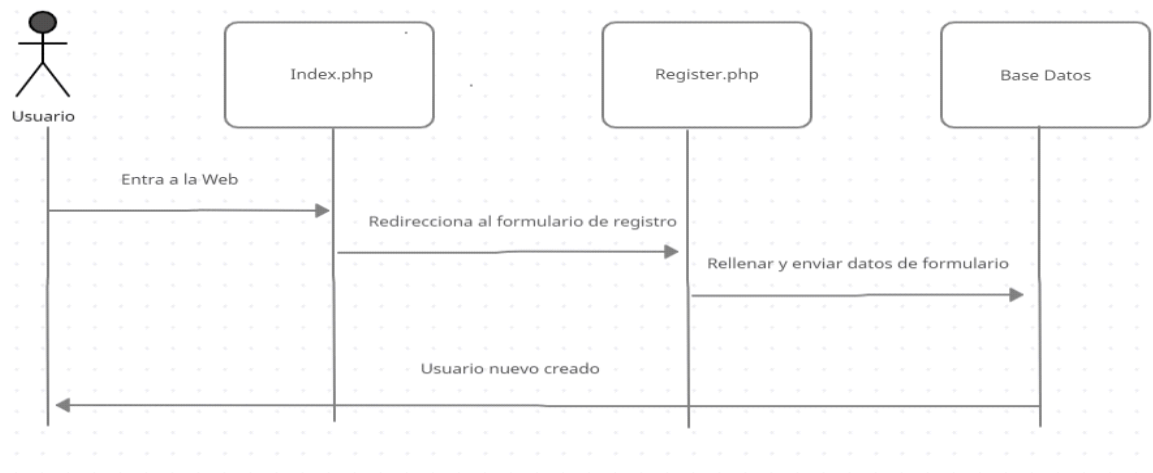 Index.php
Register.php
Base Datos
Usuario
Entra a la Web
Redirecciona al formulario de registro
Rellenar y enviar datos de formulario
Usuario nuevo creado